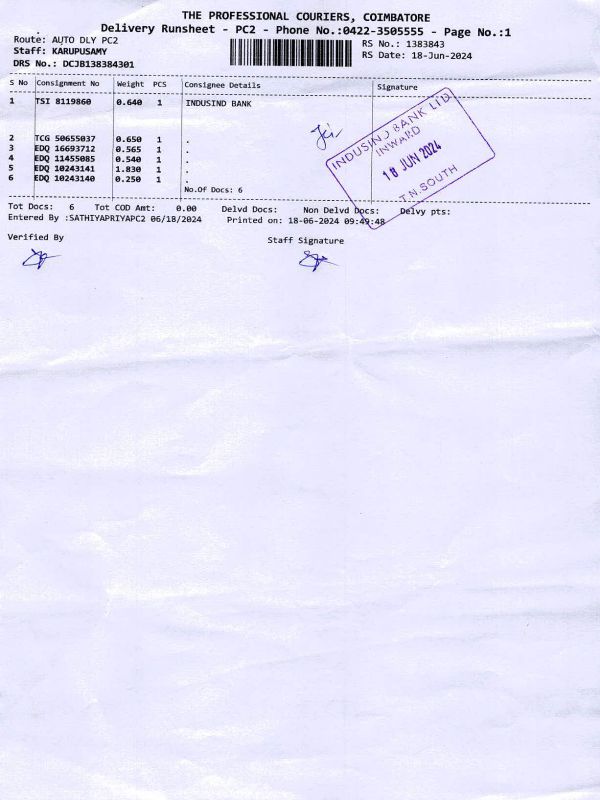 THE PROFESSIONAL COURIERS, COIMBATORE
Delivery Runsheet - PC2 - Phone No.:0422-3505555 - Page No.:1
Route: AUTO DLY PC2
RS No.: 1383843
Staff: KARUPUSAMY
RS Date: 18-Jun-2024
DRS No.: DCJB138384301
S No Consignment No Weight PCS Consignee Details Signature
1 TSI 8119860 0.640 1 INDUSIND BANK
2 TCG 50655037 0.650 1 .
3 EDQ 16693712 0.565 1 .
4 EDQ 11455085 0.540 1 .
5 EDQ 10243141 1.830 1 .
6 EDQ 10243140 0.250 1 .
No.Of Docs: 6
INDUSIND BANK LTD
INWARD
18 JUN 2024
T.N.SOUTH
Tot Docs: 6 Tot COD Amt: 0.00 Delvd Docs: Non Delvd Docs: Delvy pts:
Entered By :SATHIYAPRIYAPC2 06/18/2024 Printed on: 18-06-2024 09:49:48
Verified By Staff Signature